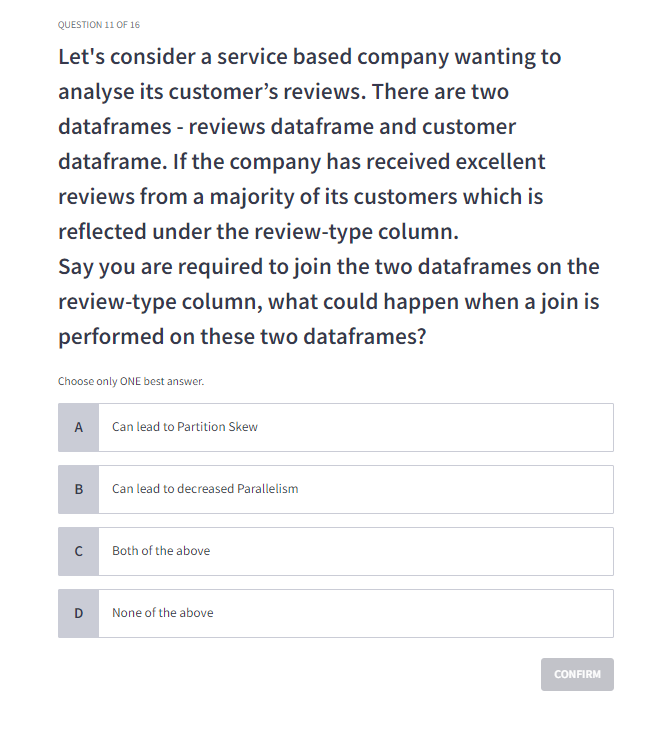 QUESTION 11 OF 16
Let's consider a service based company wanting to
analyse its customer’s reviews. There are two
dataframes - reviews dataframe and customer
dataframe. If the company has received excellent
reviews from a majority of its customers which is
reflected under the review-type column.
Say you are required to join the two dataframes on the
review-type column, what could happen when a join is
performed on these two dataframes?
Choose only ONE best answer.
A Can lead to Partition Skew
B Can lead to decreased Parallelism
C Both of the above
D None of the above
CONFIRM